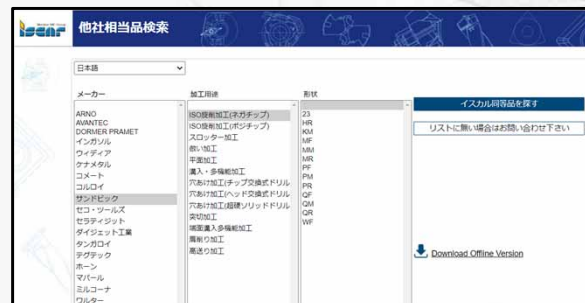 Member IMC Group
iscar
他社相当品検索
日本語
メーカー
加工用途
形状
ARNO
AVANTEC
DORMER PRAMET
インガソル
ウィディア
ケナメタル
コメート
コルロイ
サンドビック
セコ・ツールズ
セラティジット
ダイジェット工業
タンガロイ
テグテック
ホーン
マパール
ミルコーナ
ワルター
ISO旋削加工(ネガチップ)
ISO旋削加工(ポジチップ)
スロッター加工
倣い加工
平面加工
溝入・多機能加工
穴あけ加工(チップ交換式ドリル
穴あけ加工(ヘッド交換式ドリル
穴あけ加工(超硬ソリッドドリル
突切加工
端面溝入多機能加工
肩削り加工
高送り加工
23
HR
KM
MF
MM
MR
PF
PM
PR
QF
QM
QR
WF
イスカル同等品を探す
リストに無い場合はお問い合わせ下さい
Download Offline Version